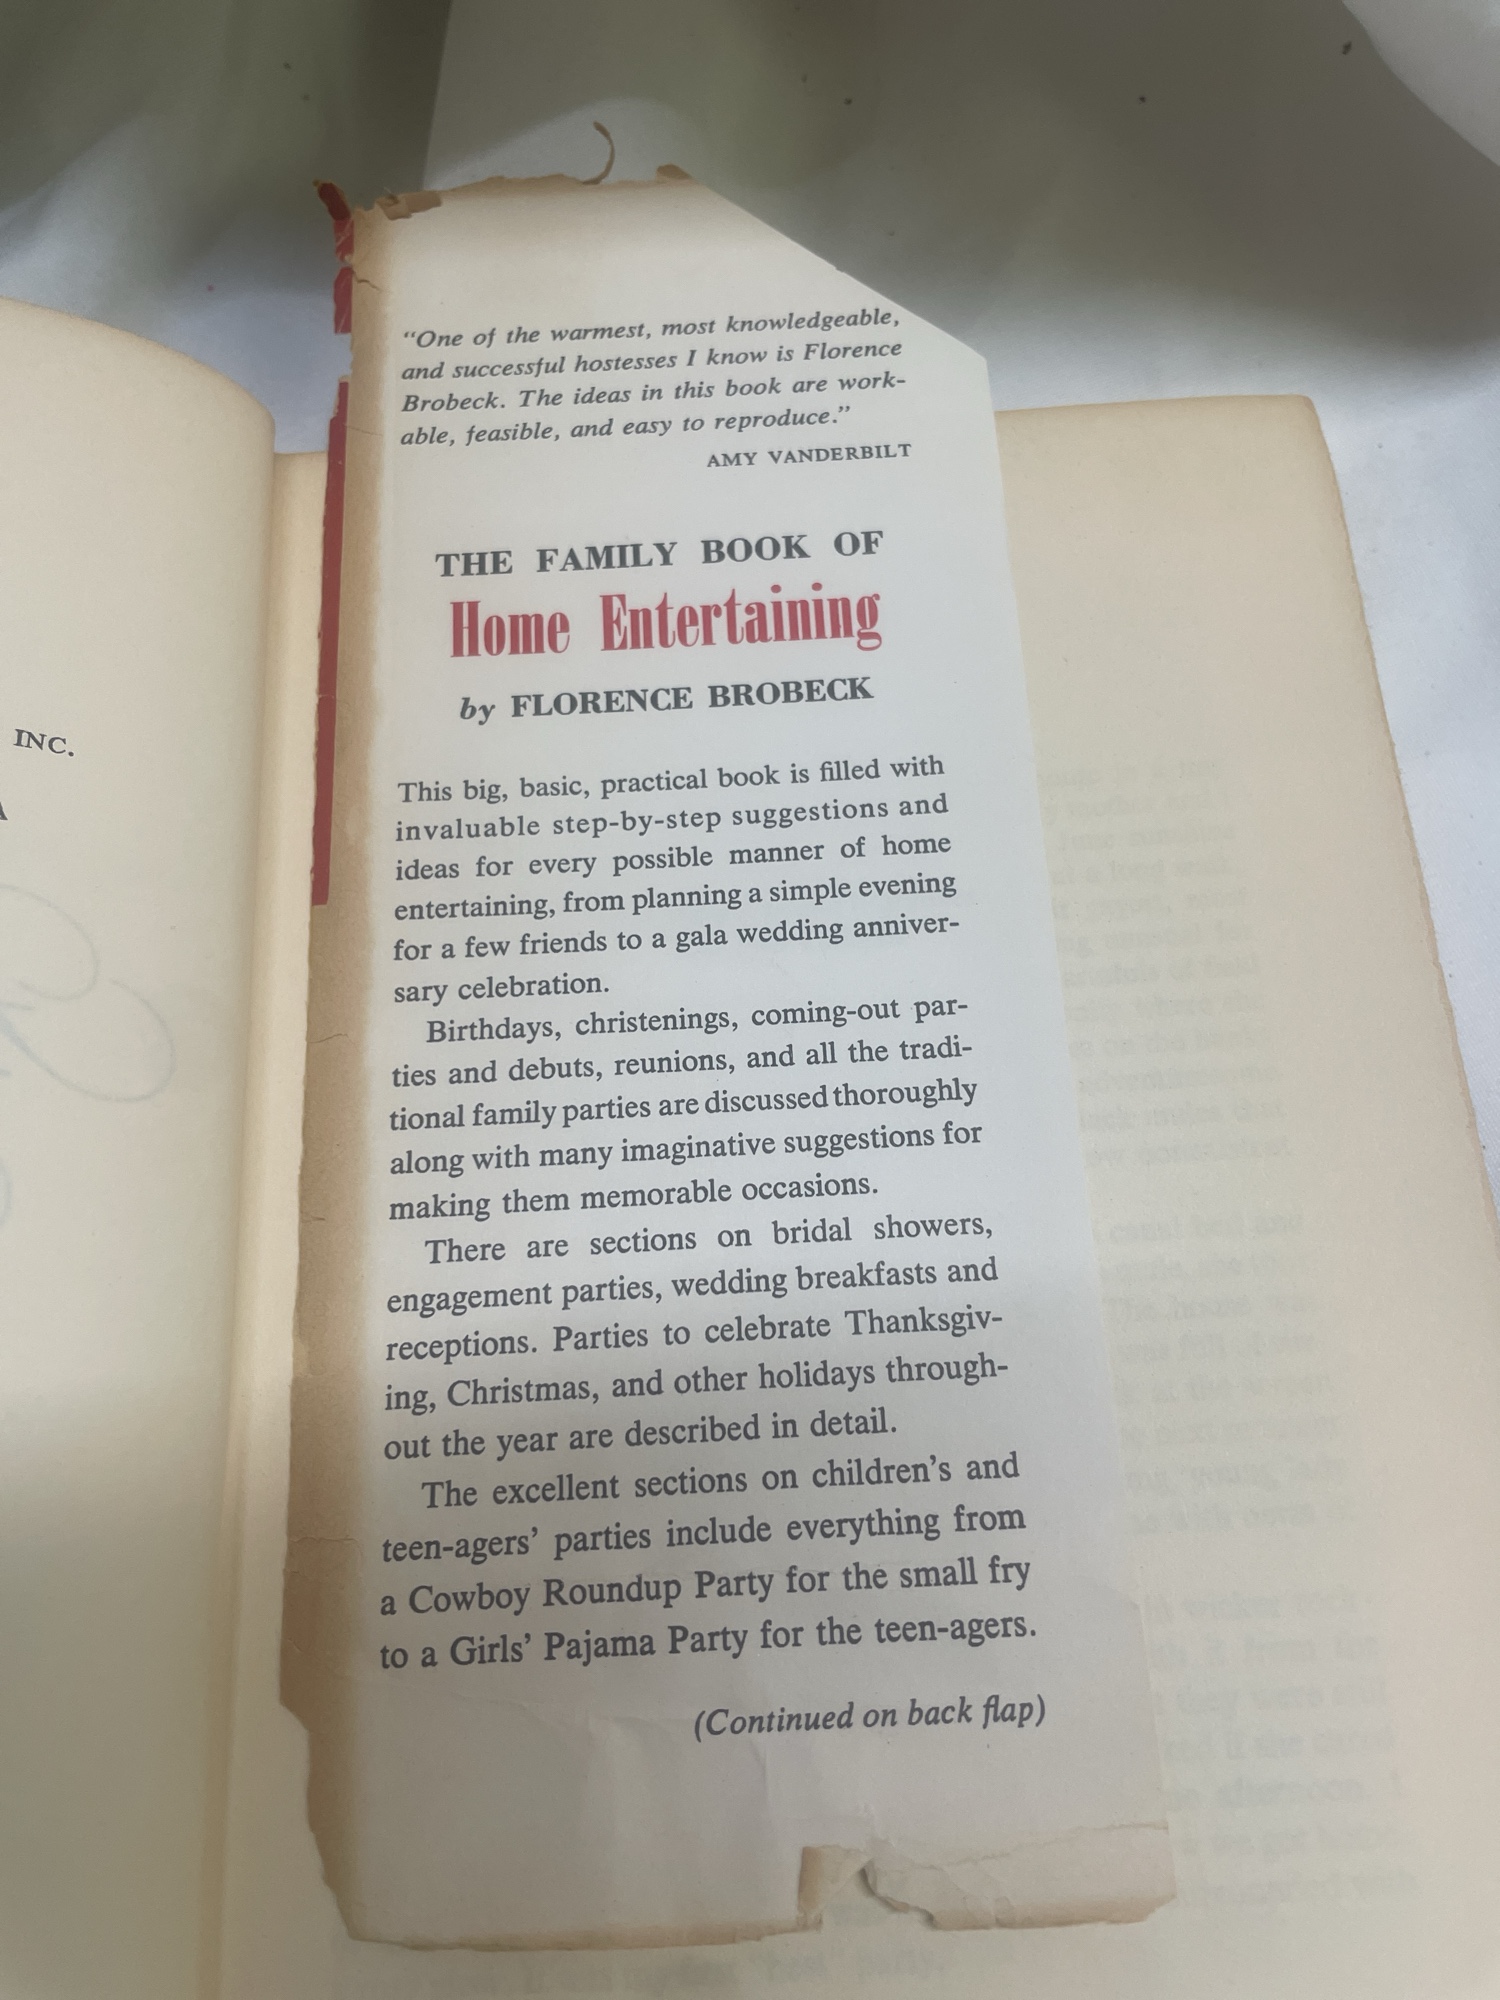 INC.
"One of the warmest, most knowledgeable,
and successful hostesses I know is Florence
Brobeck. The ideas in this book are work-
able, feasible, and easy to reproduce."
AMY VANDERBILT
THE FAMILY BOOK OF
Home Entertaining
by FLORENCE BROBECK
This big, basic, practical book is filled with
invaluable step-by-step suggestions and
ideas for every possible manner of home
entertaining, from planning a simple evening
for a few friends to a gala wedding anniver-
sary celebration.
Birthdays, christenings, coming-out par-
ties and debuts, reunions, and all the tradi-
tional family parties are discussed thoroughly
along with many imaginative suggestions for
making them memorable occasions.
There are sections on bridal showers,
engagement parties, wedding breakfasts and
receptions. Parties to celebrate Thanksgiv-
ing, Christmas, and other holidays through-
out the year are described in detail.
The excellent sections on children's and
teen-agers' parties include everything from
a Cowboy Roundup Party for the small fry
to a Girls' Pajama Party for the teen-agers.
(Continued on back flap)